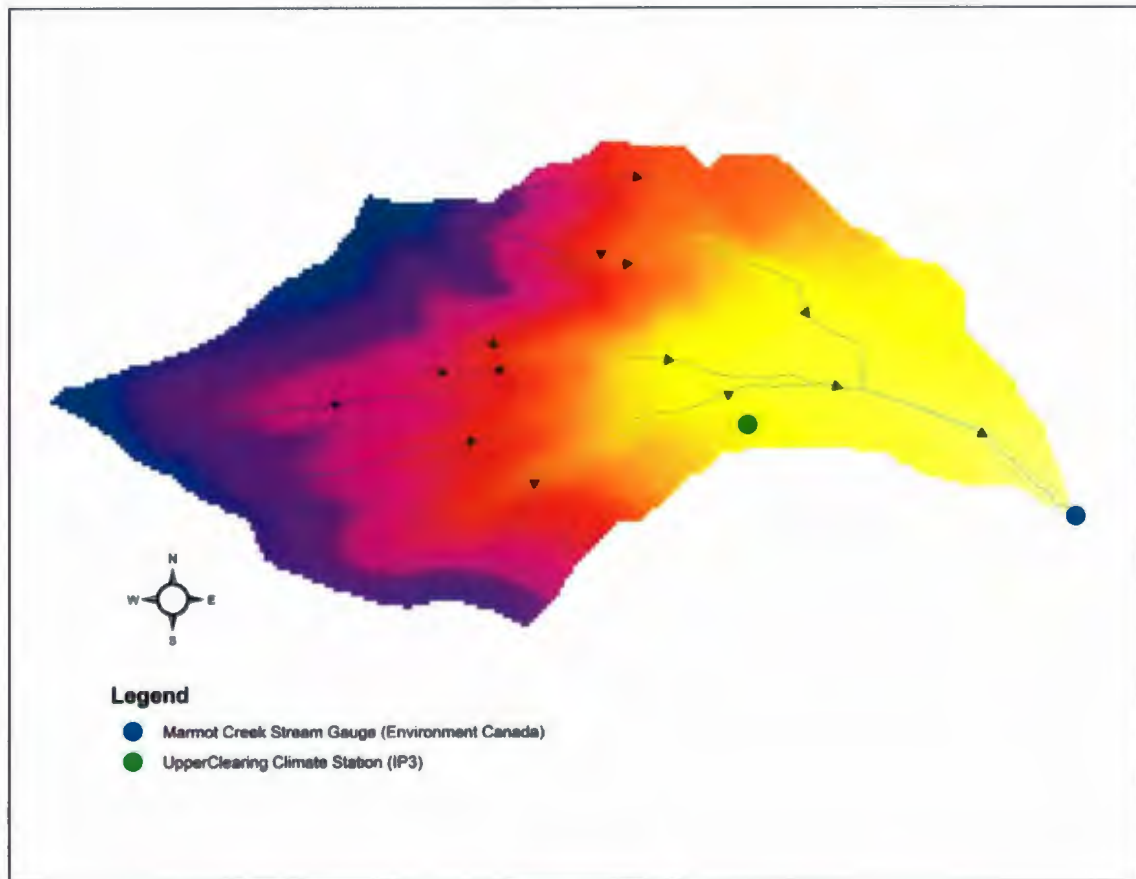 N
W E
S
Legend
Marmot Creek Stream Gauge (Environment Canada)
UpperClearing Climate Station (IP3)